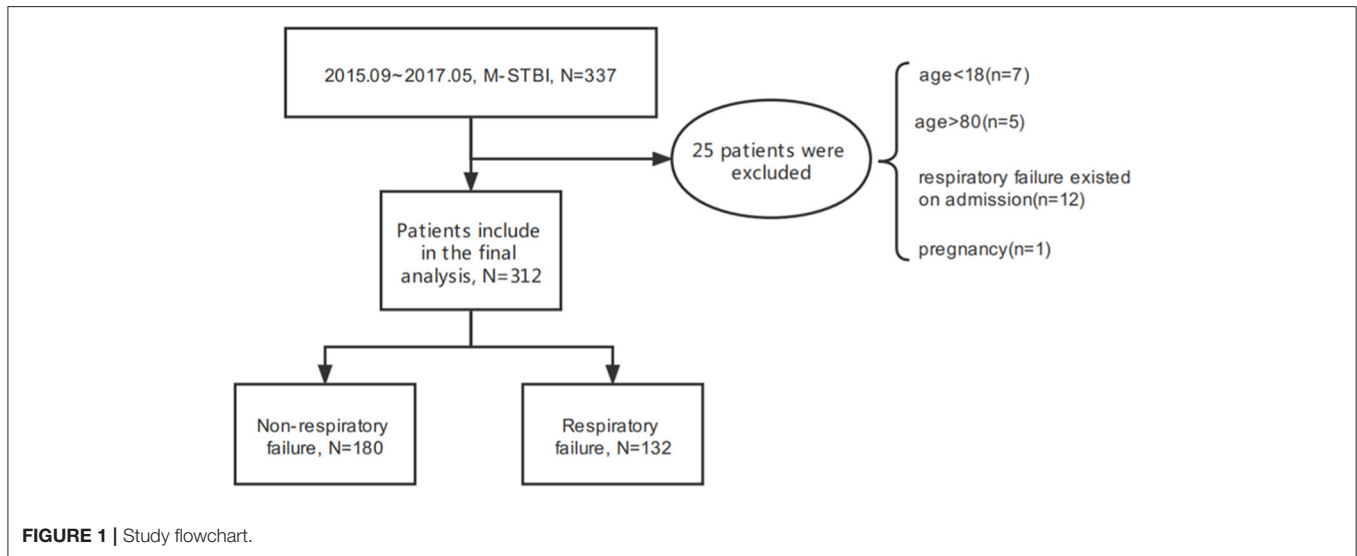 2015.09~2017.05, M-STBI, N=337
25 patients were
excluded
age<18(n=7)
age>80(n=5)
respiratory failure existed
on admission(n=12)
pregnancy(n=1)
Patients include
in the final
analysis, N=312
Non-respiratory
failure, N=180
Respiratory
failure, N=132
FIGURE 1 | Study flowchart.